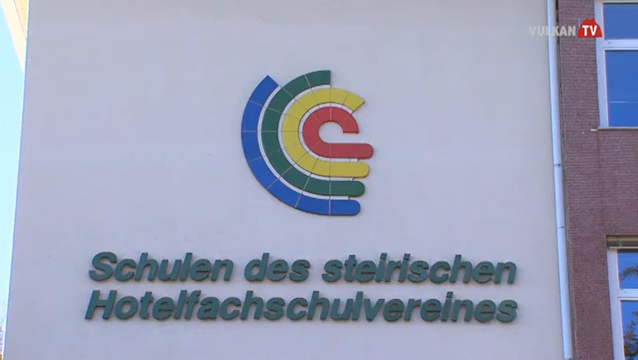 VULKAN TV
Schulen des steirischen
Hotelfachschulvereines